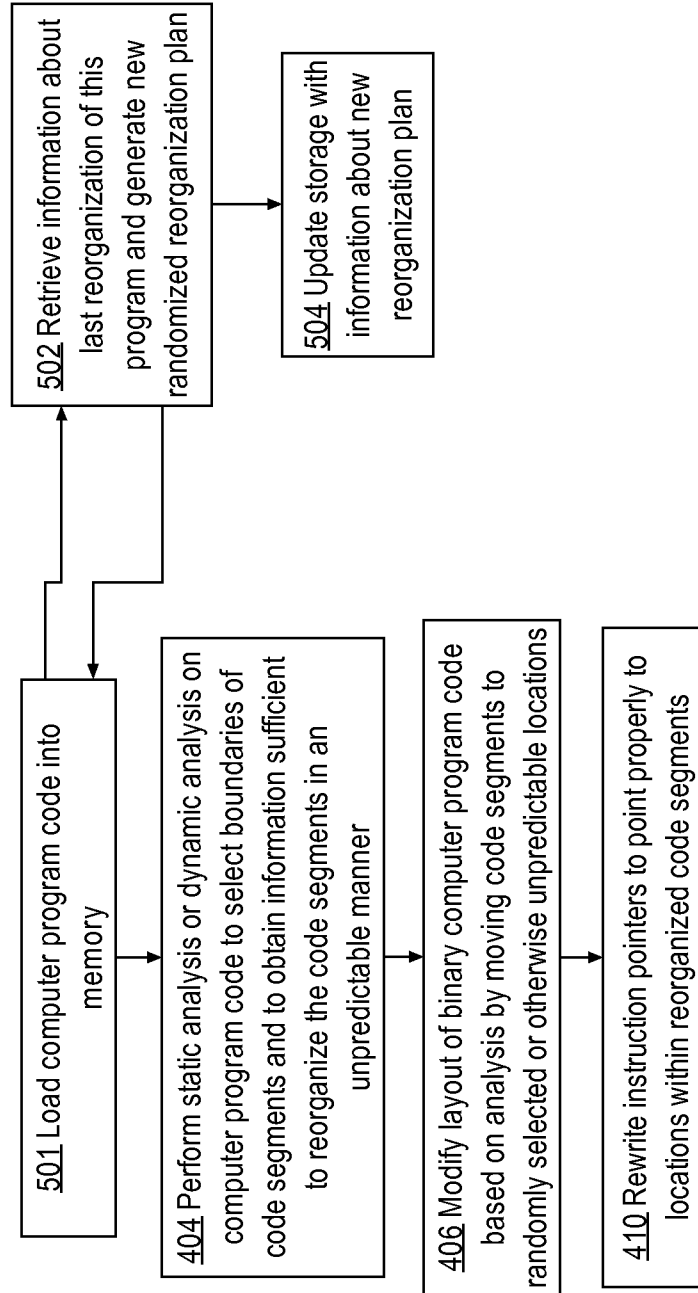 501 Load computer program code into
memory
404 Perform static analysis or dynamic analysis on
computer program code to select boundaries of
code segments and to obtain information sufficient
to reorganize the code segments in an
unpredictable manner
406 Modify layout of binary computer program code
based on analysis by moving code segments to
randomly selected or otherwise unpredictable locations
410 Rewrite instruction pointers to point properly to
locations within reorganized code segments
502 Retrieve information about
last reorganization of this
program and generate new
randomized reorganization plan
504 Update storage with
information about new
reorganization plan